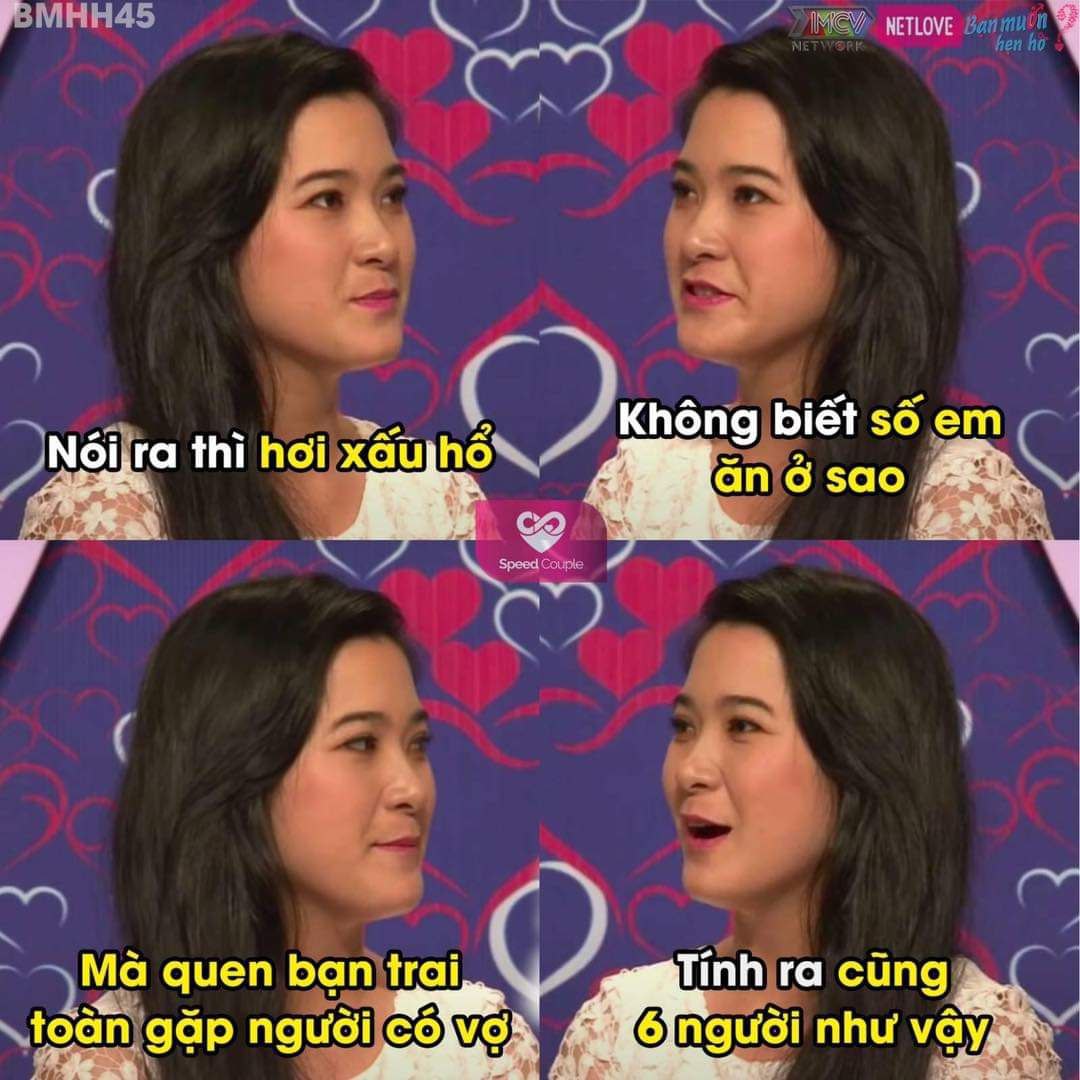 BMHH45
MCV
NETWORK
NETLOVE
Bạn muốn
hẹn hò?
Nói ra thì hơi xấu hổ
Không biết số em
ăn ở sao
Speed Couple
Mà quen bạn trai
toàn gặp người có vợ
Tính ra cũng
6 người như vậy